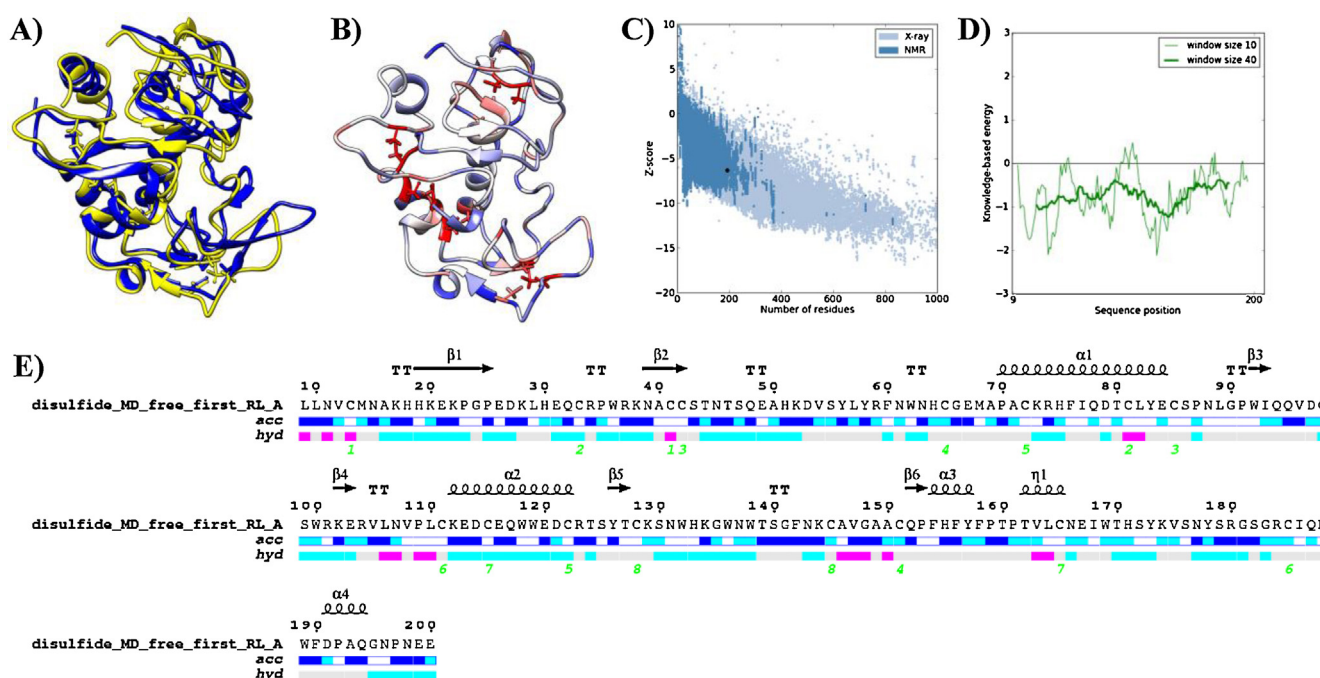 A)
B)
C)
D)
10
5
0
−5
−10
−15
−20
Z-score
0
200
400
600
800
1000
Number of residues
X-ray
NMR
3
2
1
0
−1
−2
−3
Knowledge-based energy
9
200
Sequence position
window size 10
window size 40
E)
TT β1 TT β2 TT TT α1 TT β3
10 20 30 40 50 60 70 80 90
disulfide_MD_free_first_RL_A LLNVCMNAKHHKEKPGPEDKLHEQCRPWRKNACCSTNTSQEAHKDVSYLYRFNWNHCGEMAPACKRHFIQDTCLYECSPNLGPWIQQVD
acc
hyd
1 2 1 3 4 5 2 3
β4 TT α2 β5 TT β6 α3 η1
100 110 120 130 140 150 160 170 180
disulfide_MD_free_first_RL_A SWRKERVLNVPLCKEDCEQWWEDCRTSYTCKSNWHKGWNWTSGFNKCAVGAACQPFHFYFPTPTVLCNEIWTHSYKVSNYSRGSGRCIQ
acc
hyd
6 7 5 8 8 4 7 6
α4
190 200
disulfide_MD_free_first_RL_A WFDPAQGNPNEE
acc
hyd